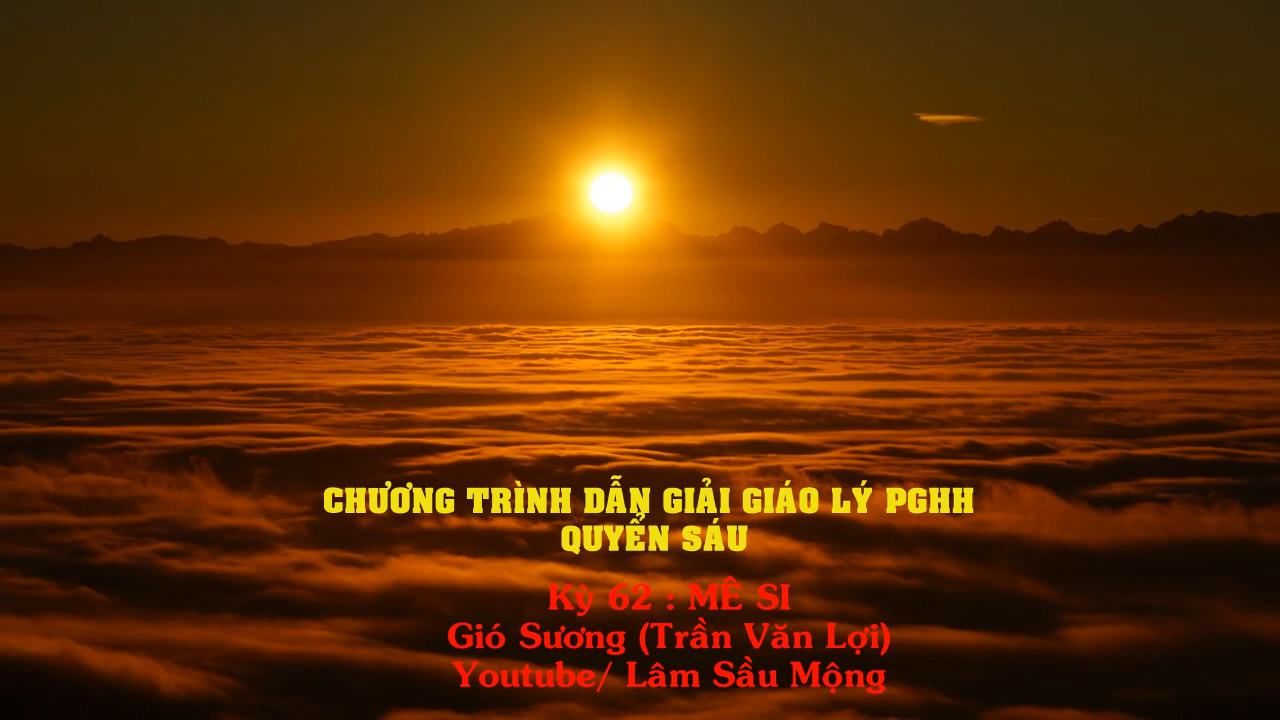 CHƯƠNG TRÌNH DẪN GIẢI GIÁO LÝ PGHH
QUYỂN SÁU
Kỳ 62 : MÊ SI
Gió Sương (Trần Văn Lợi)
Youtube/ Lâm Sầu Mộng